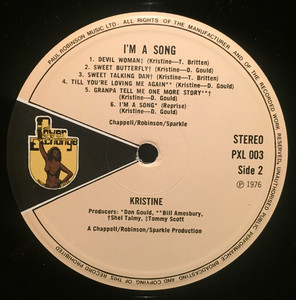 PAUL ROBINSON MUSIC LTD. ALL RIGHTS OF THE MANUFACTURER AND OF THE OWNER OF THE RECORDED WORK RESERVED. UNAUTHORISED PUBLIC PERFORMANCE BROADCASTING AND COPYING OF THIS RECORD PROHIBITED
I'M A SONG
1. DEVIL WOMAN‡ (Kristine—T. Britten)
2. SWEET BUTTERFLY† (Kristine—D. Gould)
3. SWEET TALKING DAN† (Kristine—T. Britten)
4. TILL YOU'RE LOVING ME AGAIN** (Kristine—D. Gould)
5. GRANPA TELL ME ONE MORE STORY**†
(Kristine—D. Gould)
6. I'M A SONG* (Reprise)
(Kristine—D. Gould)
Chappell/Robinson/Sparkle
Power
Exchange
STEREO
PXL 003
Side 2
℗ 1976
KRISTINE
Producers: *Don Gould, **Bill Amesbury,
†Shel Talmy, ‡Tommy Scott
A Chappell/Robinson/Sparkle Production